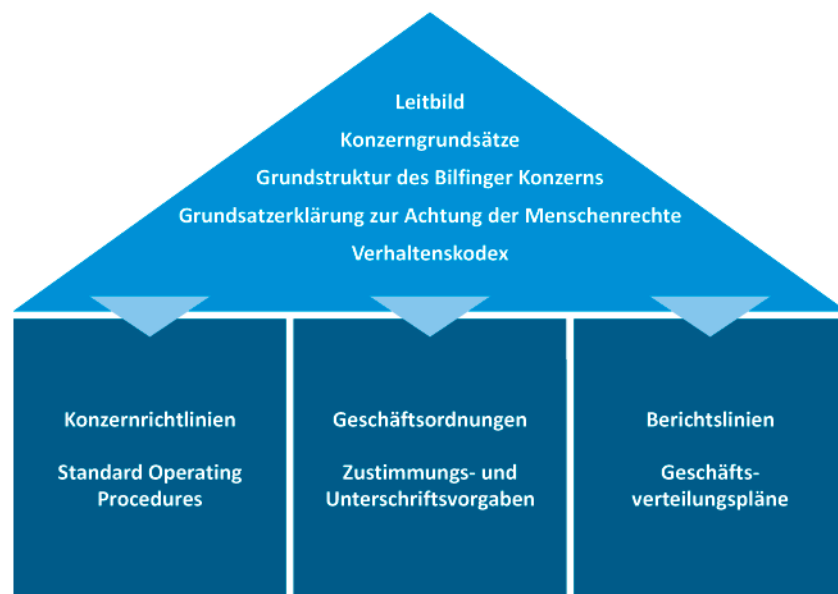 Leitbild
Konzerngrundsätze
Grundstruktur des Bilfinger Konzerns
Grundsatzerklärung zur Achtung der Menschenrechte
Verhaltenskodex
Konzernrichtlinien
Standard Operating
Procedures
Geschäftsordnungen
Zustimmungs- und
Unterschriftsvorgaben
Berichtslinien
Geschäfts-
verteilungspläne